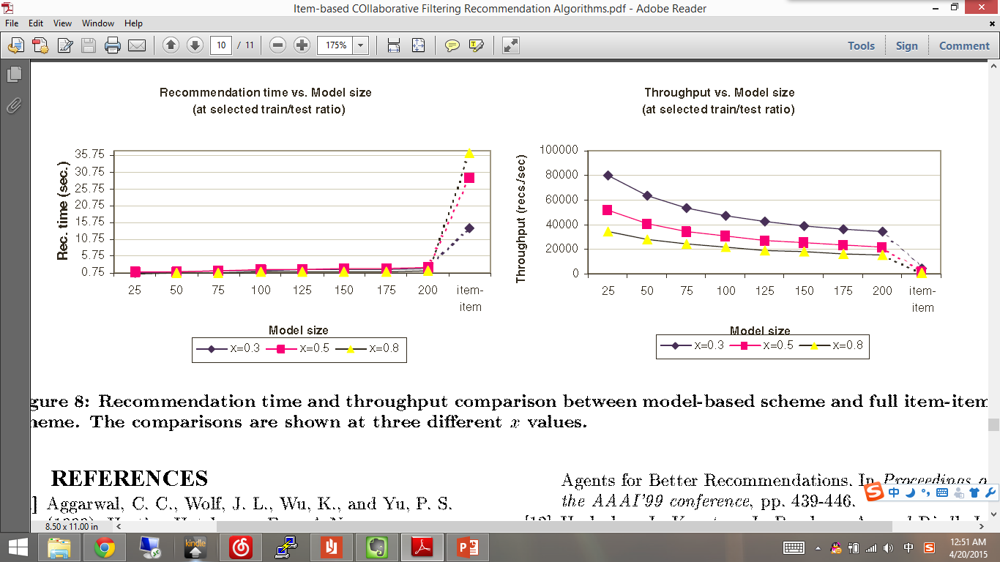 Item-based COllaborative Filtering Recommendation Algorithms.pdf - Adobe Reader
File Edit View Window Help
10 / 11 175% Tools Sign Comment
Recommendation time vs. Model size
(at selected train/test ratio)
Rec. time (sec.)
35.75
30.75
25.75
20.75
15.75
10.75
5.75
0.75
25 50 75 100 125 150 175 200 item-
item
Model size
x=0.3 x=0.5 x=0.8
Throughput vs. Model size
(at selected train/test ratio)
Throughput (recs./sec)
100000
80000
60000
40000
20000
0
25 50 75 100 125 150 175 200 item-
item
Model size
x=0.3 x=0.5 x=0.8
gure 8: Recommendation time and throughput comparison between model-based scheme and full item-item
heme. The comparisons are shown at three different x values.
REFERENCES
] Aggarwal, C. C., Wolf, J. L., Wu, K., and Yu, P. S.
Agents for Better Recommendations. In Proceedings o
the AAAI'99 conference, pp. 439-446.
中
8.50 x 11.00 in
kindle
中
12:51 AM
4/20/2015